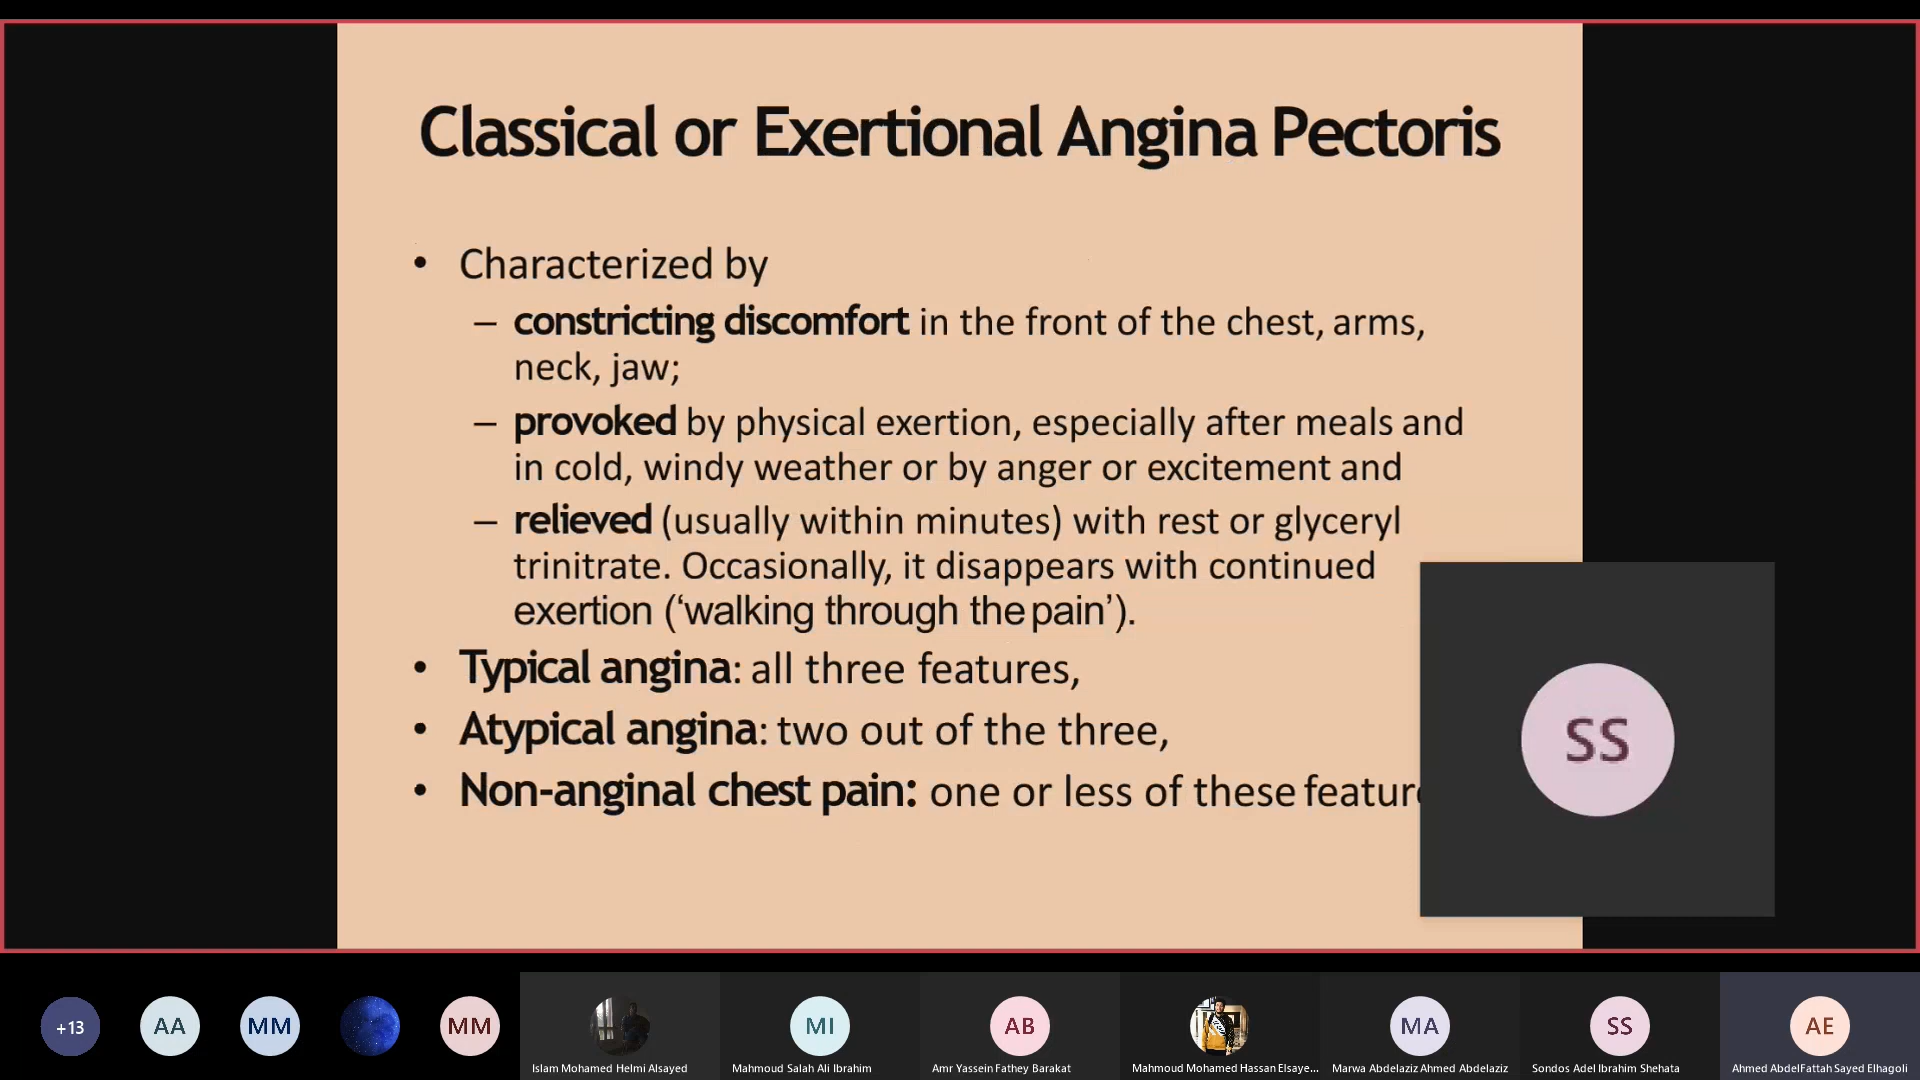 Classical or Exertional Angina Pectoris
• Characterized by
– constricting discomfort in the front of the chest, arms,
neck, jaw;
– provoked by physical exertion, especially after meals and
in cold, windy weather or by anger or excitement and
– relieved (usually within minutes) with rest or glyceryl
trinitrate. Occasionally, it disappears with continued
exertion (‘walking through the pain’).
• Typical angina: all three features,
• Atypical angina: two out of the three,
• Non-anginal chest pain: one or less of these
SS
+13
AA
MM
MM
MI
AB
MA
SS
AE
Islam Mohamed Helmi Alsayed
Mahmoud Salah Ali Ibrahim
Amr Yassein Fathey Barakat
Mahmoud Mohamed Hassan Elsaye...
Marwa Abdelaziz Ahmed Abdelaziz
Sondos Adel Ibrahim Shehata
Ahmed AbdelFattah Sayed Elhagoli